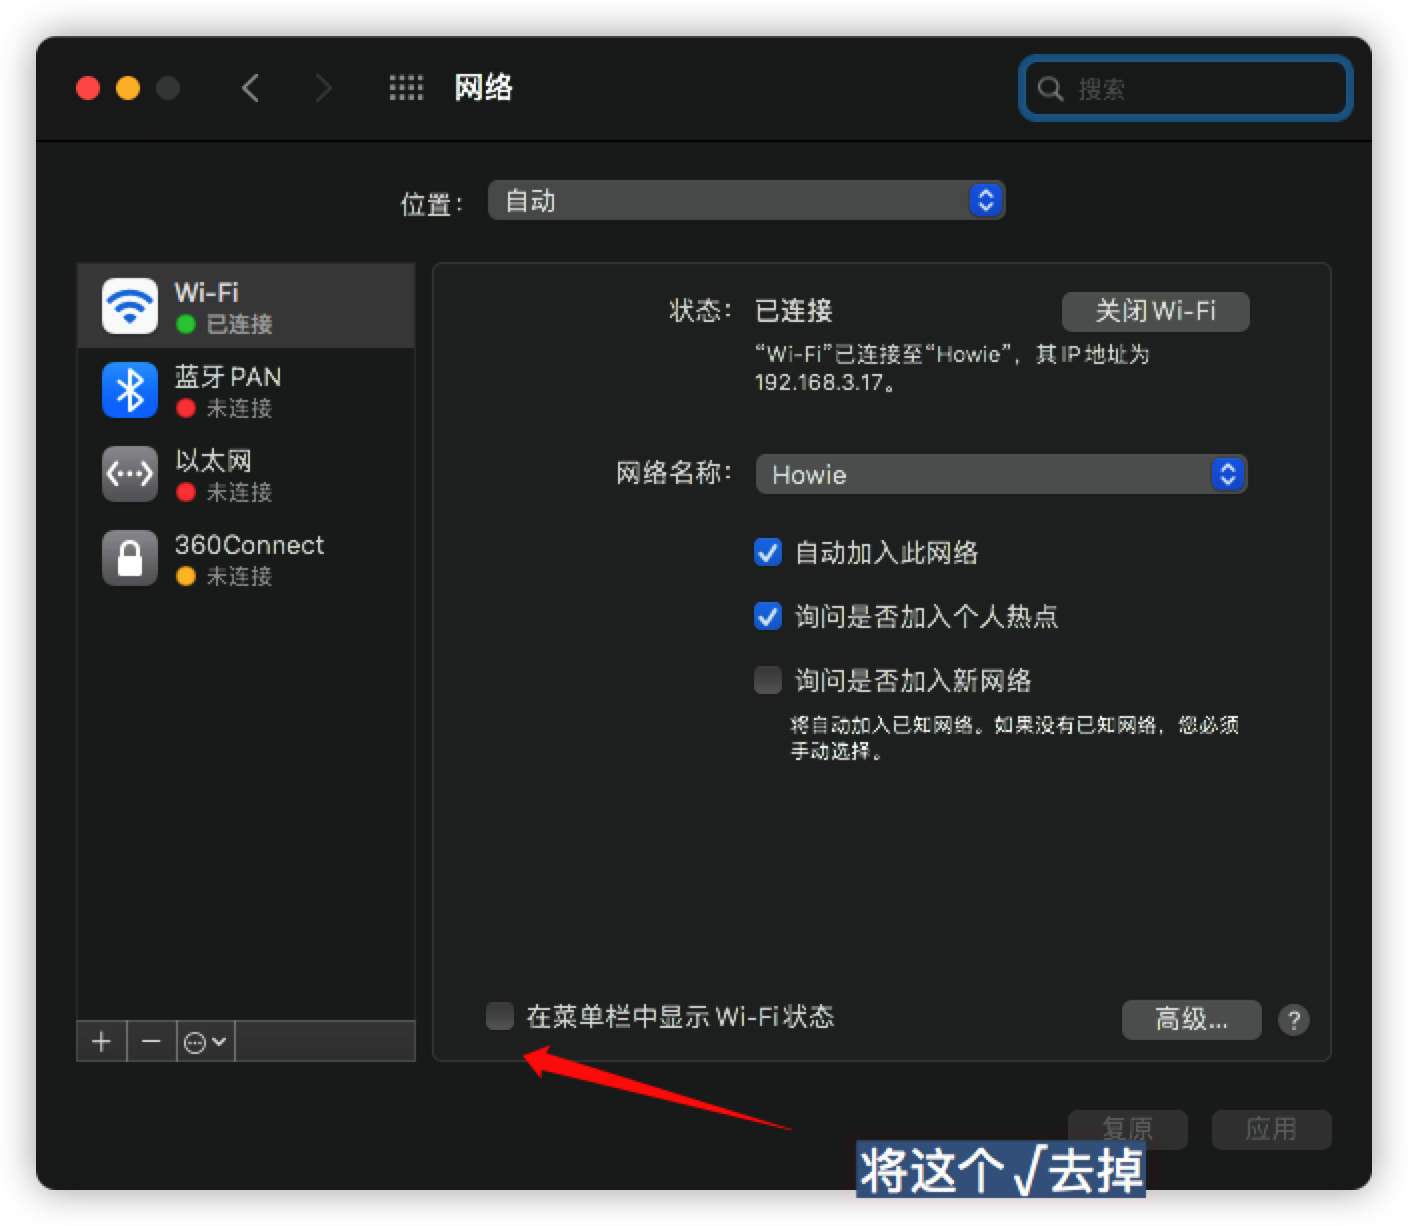 网络
搜索
位置：
自动
Wi-Fi
已连接
蓝牙 PAN
未连接
以太网
未连接
360Connect
未连接
状态：
已连接
关闭 Wi-Fi
“Wi-Fi”已连接至“Howie”，其 IP 地址为
192.168.3.17。
网络名称：
Howie
自动加入此网络
询问是否加入个人热点
询问是否加入新网络
将自动加入已知网络。如果没有已知网络，您必须
手动选择。
在菜单栏中显示 Wi-Fi 状态
高级...
?
复原
应用
将这个√去掉